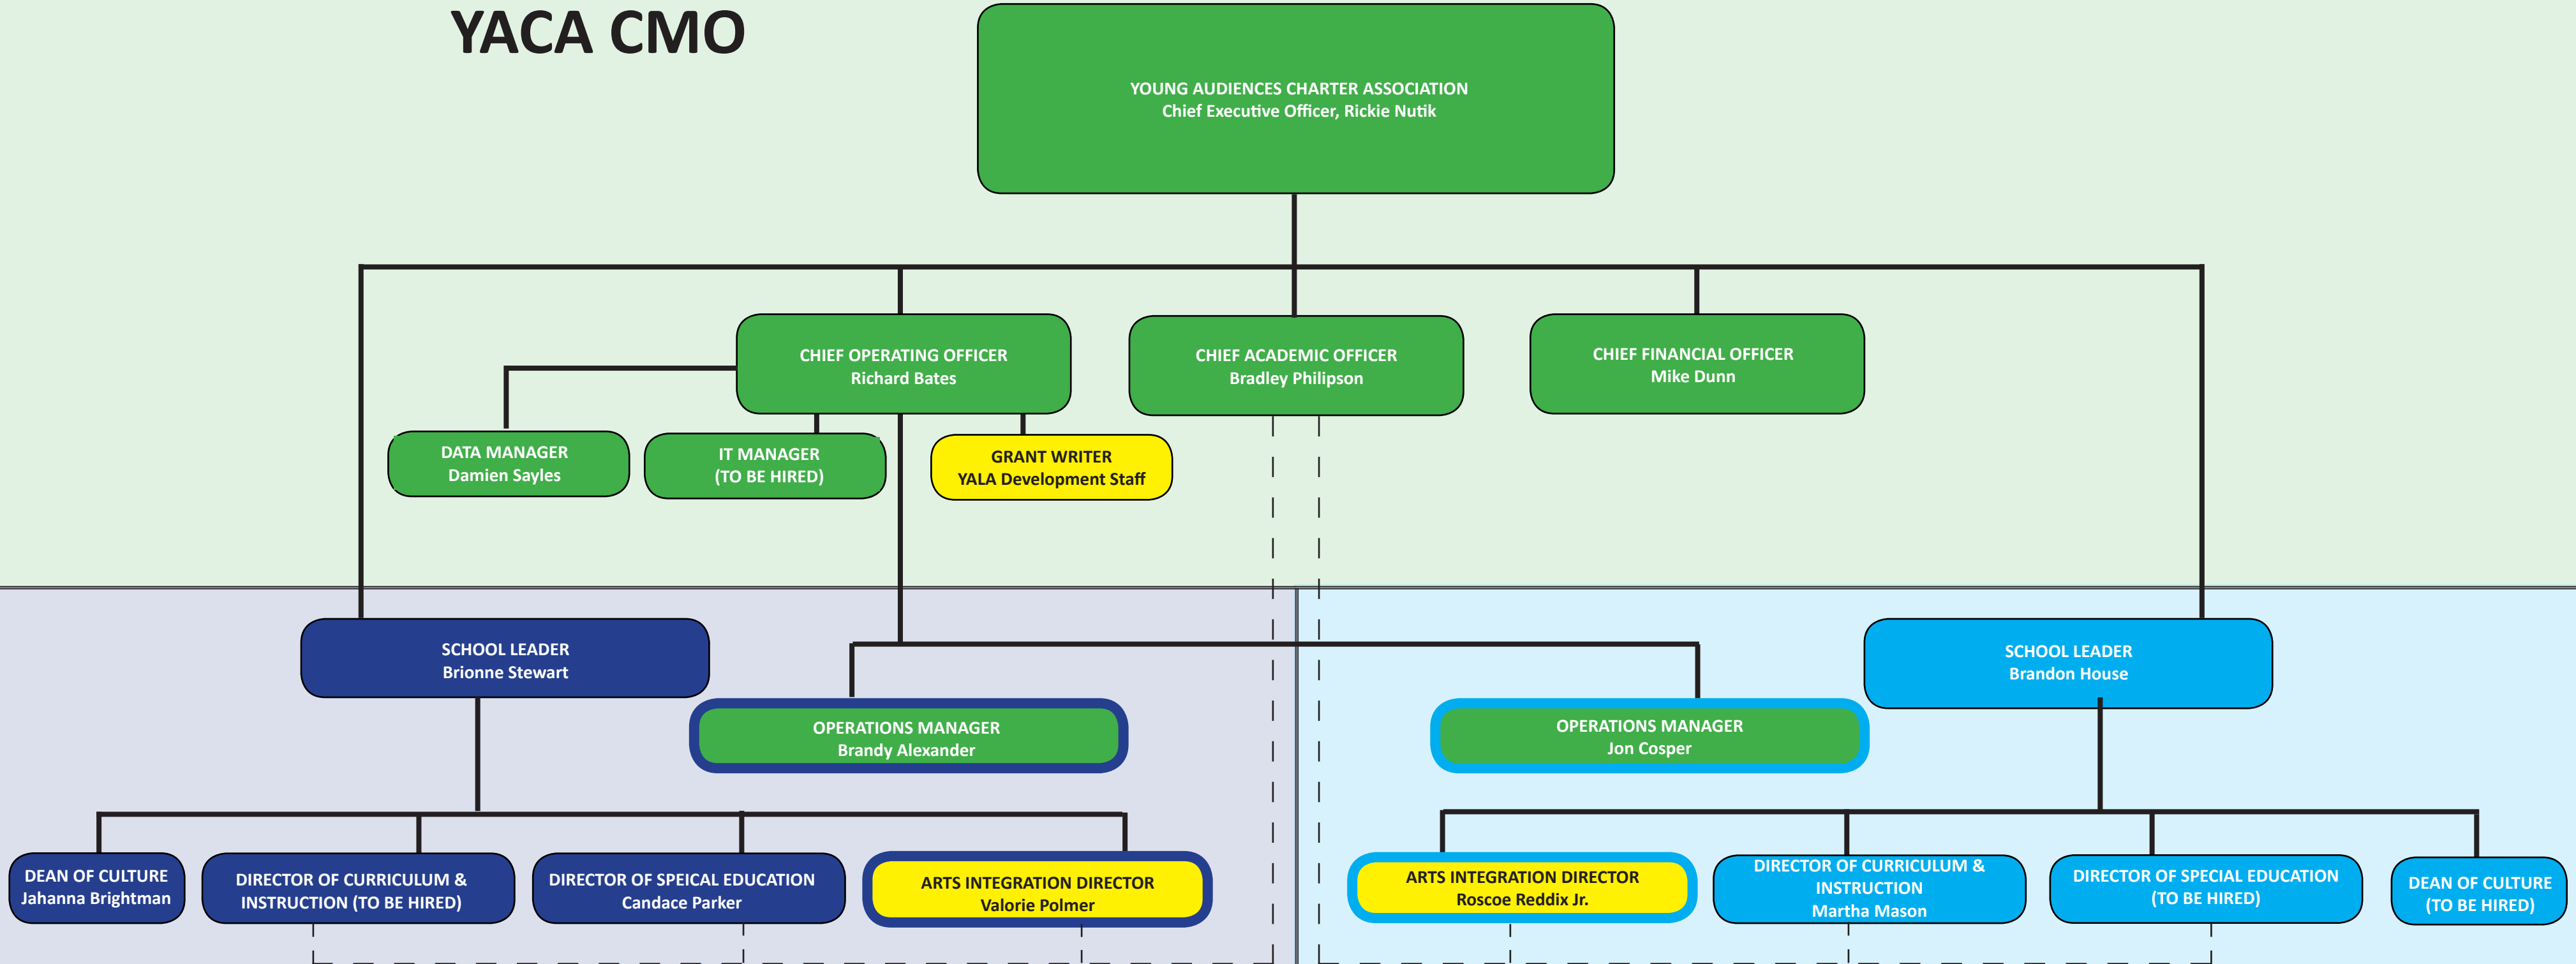 YACA CMO
YOUNG AUDIENCES CHARTER ASSOCIATION
Chief Executive Officer, Rickie Nutik
CHIEF OPERATING OFFICER
Richard Bates
CHIEF ACADEMIC OFFICER
Bradley Philipson
CHIEF FINANCIAL OFFICER
Mike Dunn
DATA MANAGER
Damien Sayles
IT MANAGER
(TO BE HIRED)
GRANT WRITER
YALA Development Staff
SCHOOL LEADER
Brionne Stewart
SCHOOL LEADER
Brandon House
OPERATIONS MANAGER
Brandy Alexander
OPERATIONS MANAGER
Jon Cosper
DEAN OF CULTURE
Jahanna Brightman
DIRECTOR OF CURRICULUM &
INSTRUCTION (TO BE HIRED)
DIRECTOR OF SPEICAL EDUCATION
Candace Parker
ARTS INTEGRATION DIRECTOR
Valorie Polmer
ARTS INTEGRATION DIRECTOR
Roscoe Reddix Jr.
DIRECTOR OF CURRICULUM &
INSTRUCTION
Martha Mason
DIRECTOR OF SPECIAL EDUCATION
(TO BE HIRED)
DEAN OF CULTURE
(TO BE HIRED)